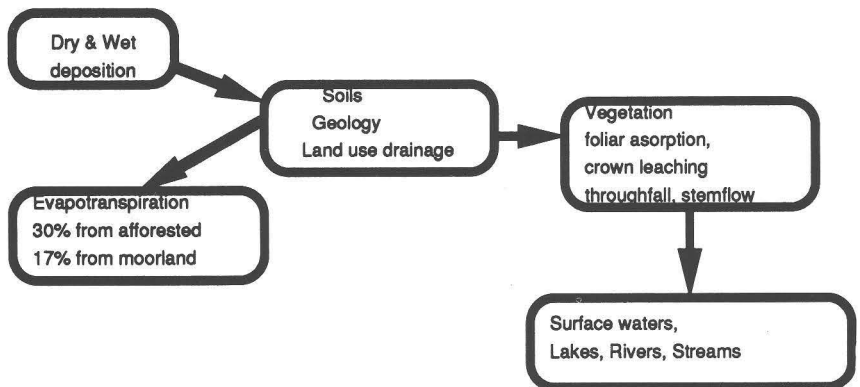 Dry & Wet
deposition
Soils
Geology
Land use drainage
Vegetation
foliar asorption,
crown leaching
throughfall, stemflow
Evapotranspiration
30% from afforested
17% from moorland
Surface waters,
Lakes, Rivers, Streams